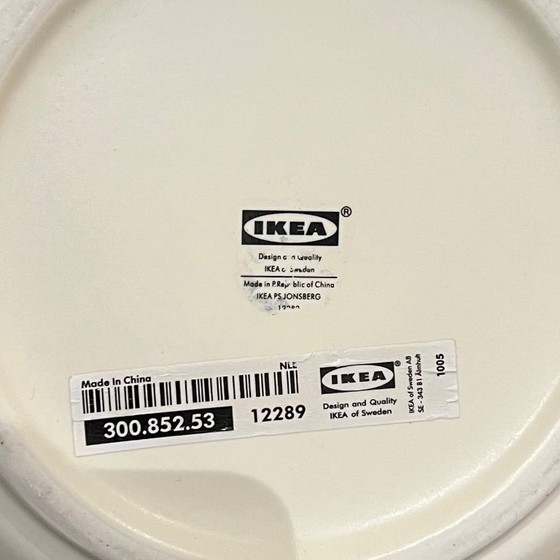 IKEA®
Design and Quality
IKEA of Sweden
Made in P.Republic of China
IKEA PS JONSBERG
Made In China
NLE
300.852.53
12289
IKEA®
Design and Quality
IKEA of Sweden
IKEA of Sweden AB
SE - 343 81 Älmhult
1005